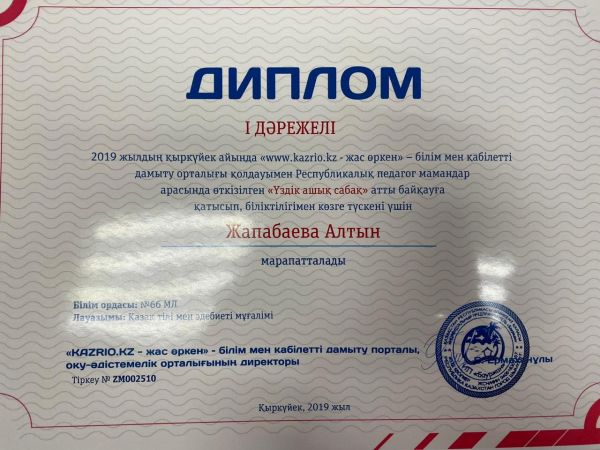 ДИПЛОМ
І ДӘРЕЖЕЛІ
2019 жылдың қыркүйек айында «www.kazrio.kz - жас өркен» – білім мен қабілетті
дамыту орталығы қолдауымен Республикалық педагог мамандар
арасында өткізілген «Үздік ашық сабақ» атты байқауға
қатысып, біліктілігімен көзге түскені үшін
Жапабаева Алтын
марапатталады
Білім ордасы: №66 МЛ
Лауазымы: Қазақ тілі мен әдебиеті мұғалімі
«KAZRIO.KZ - жас өркен» - білім мен қабілетті дамыту порталы,
оқу-әдістемелік орталығының директоры
Тіркеу № ZM002510
Қыркүйек, 2019 жыл